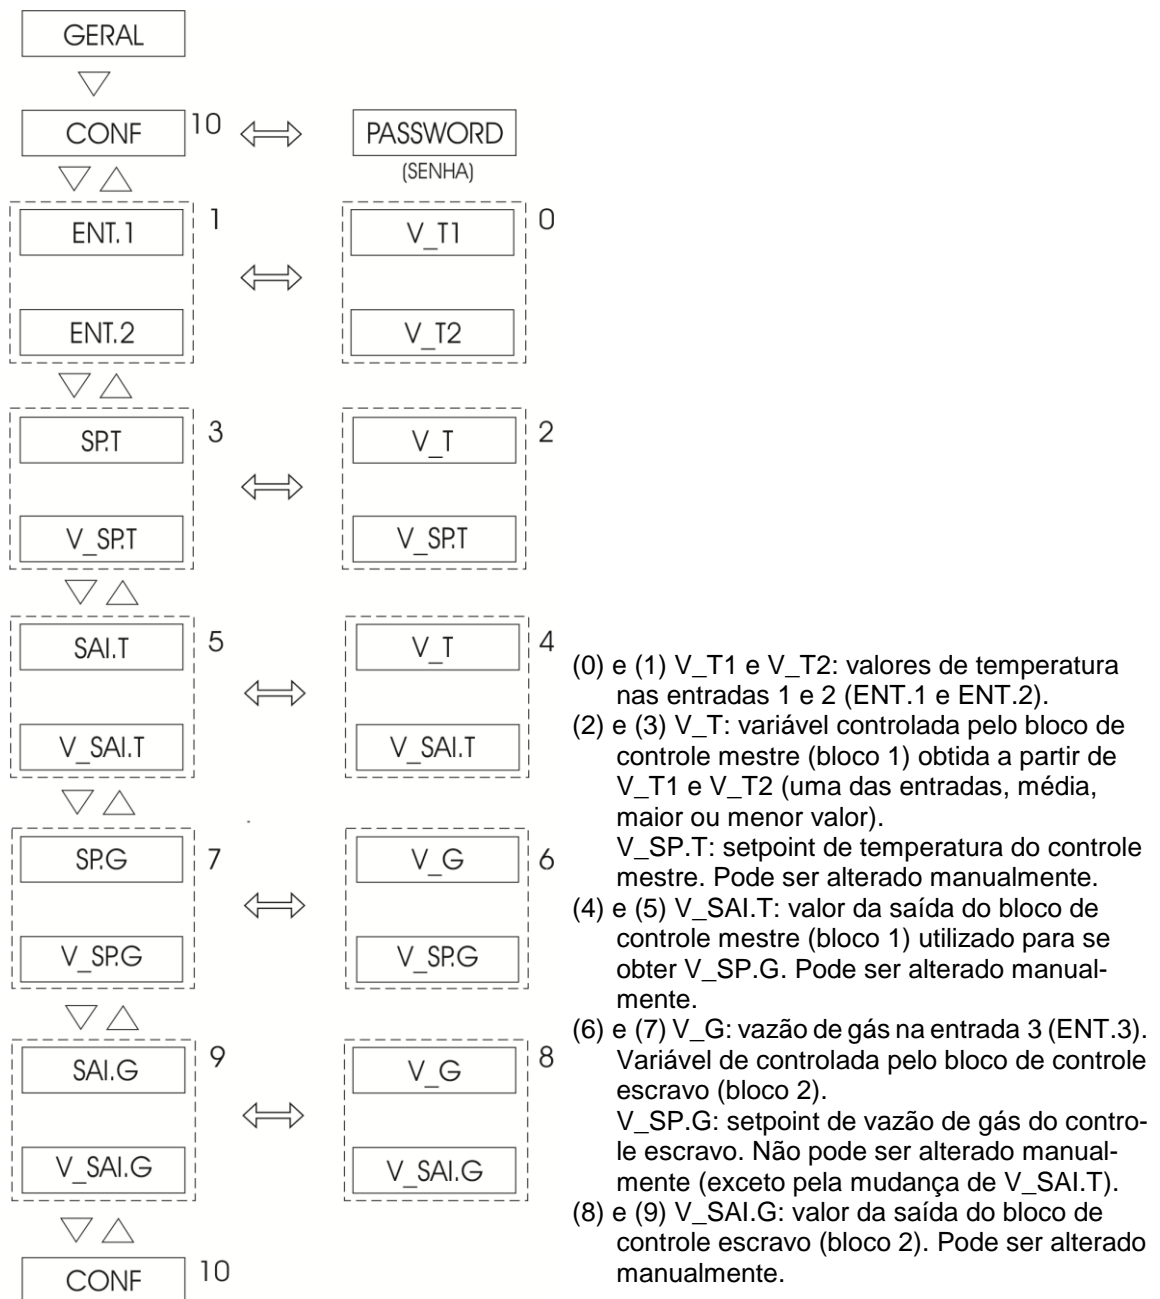 GERAL
CONF 10 PASSWORD
(SENHA)
ENT.1 1 V_T1 0
ENT.2 V_T2
SP.T 3 V_T 2
V_SP.T V_SP.T
SAI.T 5 V_T 4
V_SAI.T V_SAI.T
SP.G 7 V_G 6
V_SP.G V_SP.G
SAI.G 9 V_G 8
V_SAI.G V_SAI.G
CONF 10
(0) e (1) V_T1 e V_T2: valores de temperatura
nas entradas 1 e 2 (ENT.1 e ENT.2).
(2) e (3) V_T: variável controlada pelo bloco de
controle mestre (bloco 1) obtida a partir de
V_T1 e V_T2 (uma das entradas, média,
maior ou menor valor).
V_SP.T: setpoint de temperatura do controle
mestre. Pode ser alterado manualmente.
(4) e (5) V_SAI.T: valor da saída do bloco de
controle mestre (bloco 1) utilizado para se
obter V_SP.G. Pode ser alterado manual-
mente.
(6) e (7) V_G: vazão de gás na entrada 3 (ENT.3).
Variável de controlada pelo bloco de controle
escravo (bloco 2).
V_SP.G: setpoint de vazão de gás do contro-
le escravo. Não pode ser alterado manual-
mente (exceto pela mudança de V_SAI.T).
(8) e (9) V_SAI.G: valor da saída do bloco de
controle escravo (bloco 2). Pode ser alterado
manualmente.